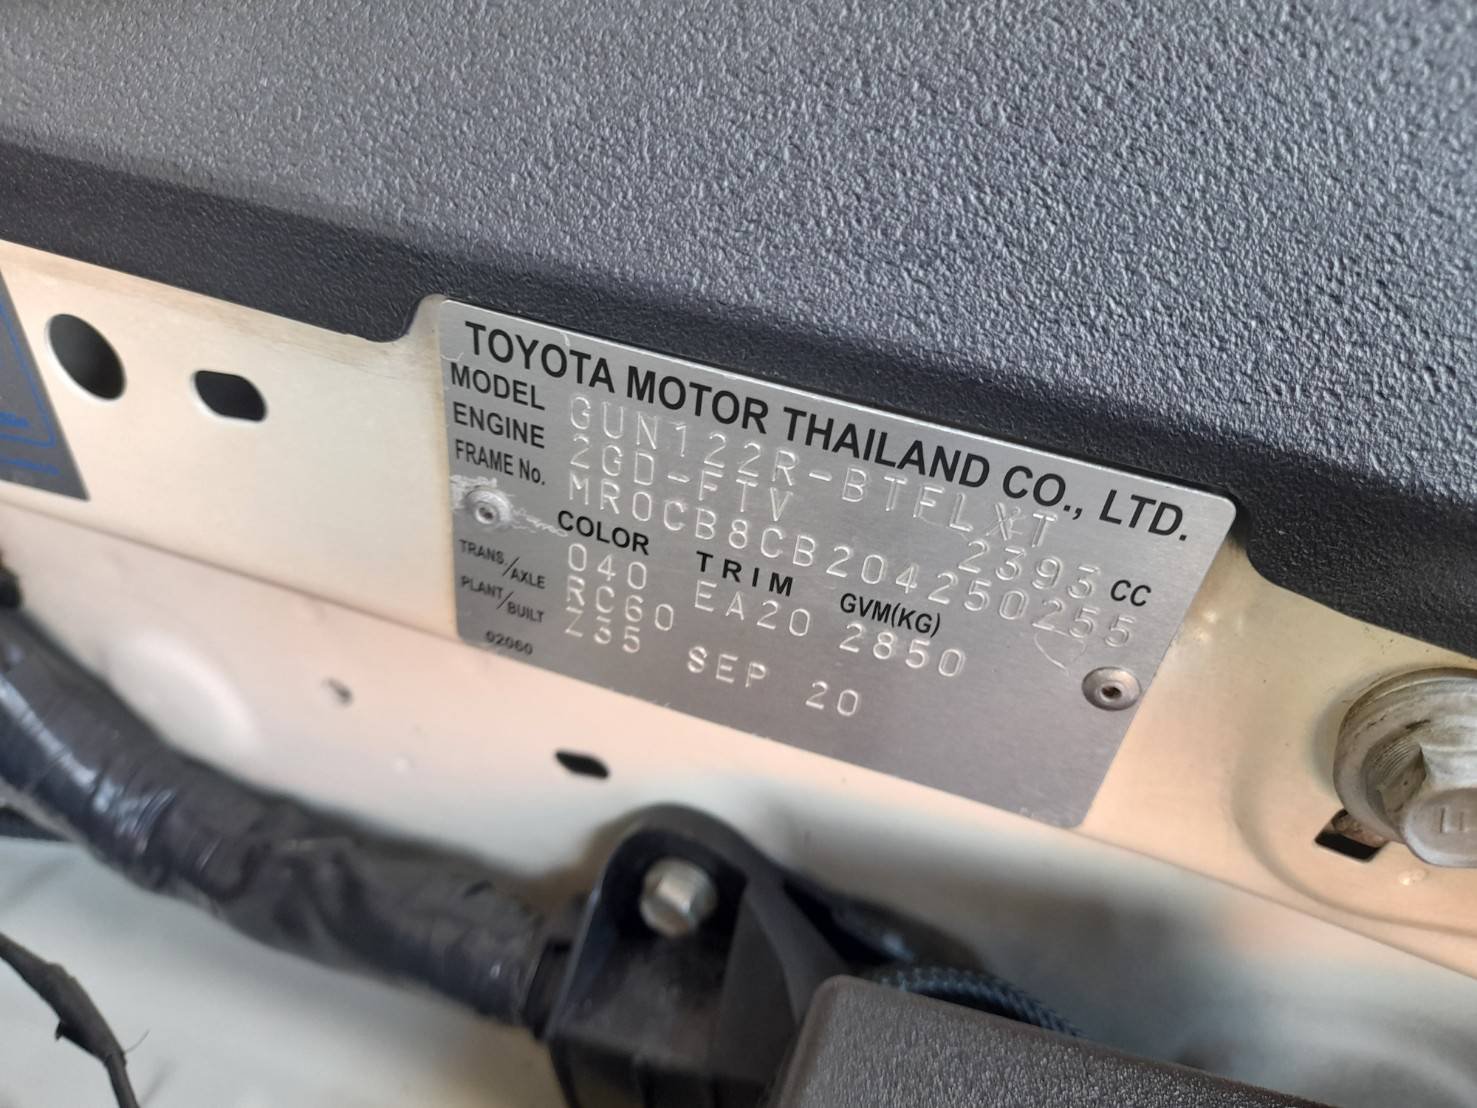 TOYOTA MOTOR THAILAND CO., LTD.
MODEL GUN122R-BTFLXT
ENGINE 2GD-FTV 2393 CC
FRAME No. MR0CB8CB204250255
COLOR TRIM GVM(KG)
040 EA20 2850
TRANS/AXLE RC60
PLANT/BUILT ZS5 SEP 20
02060